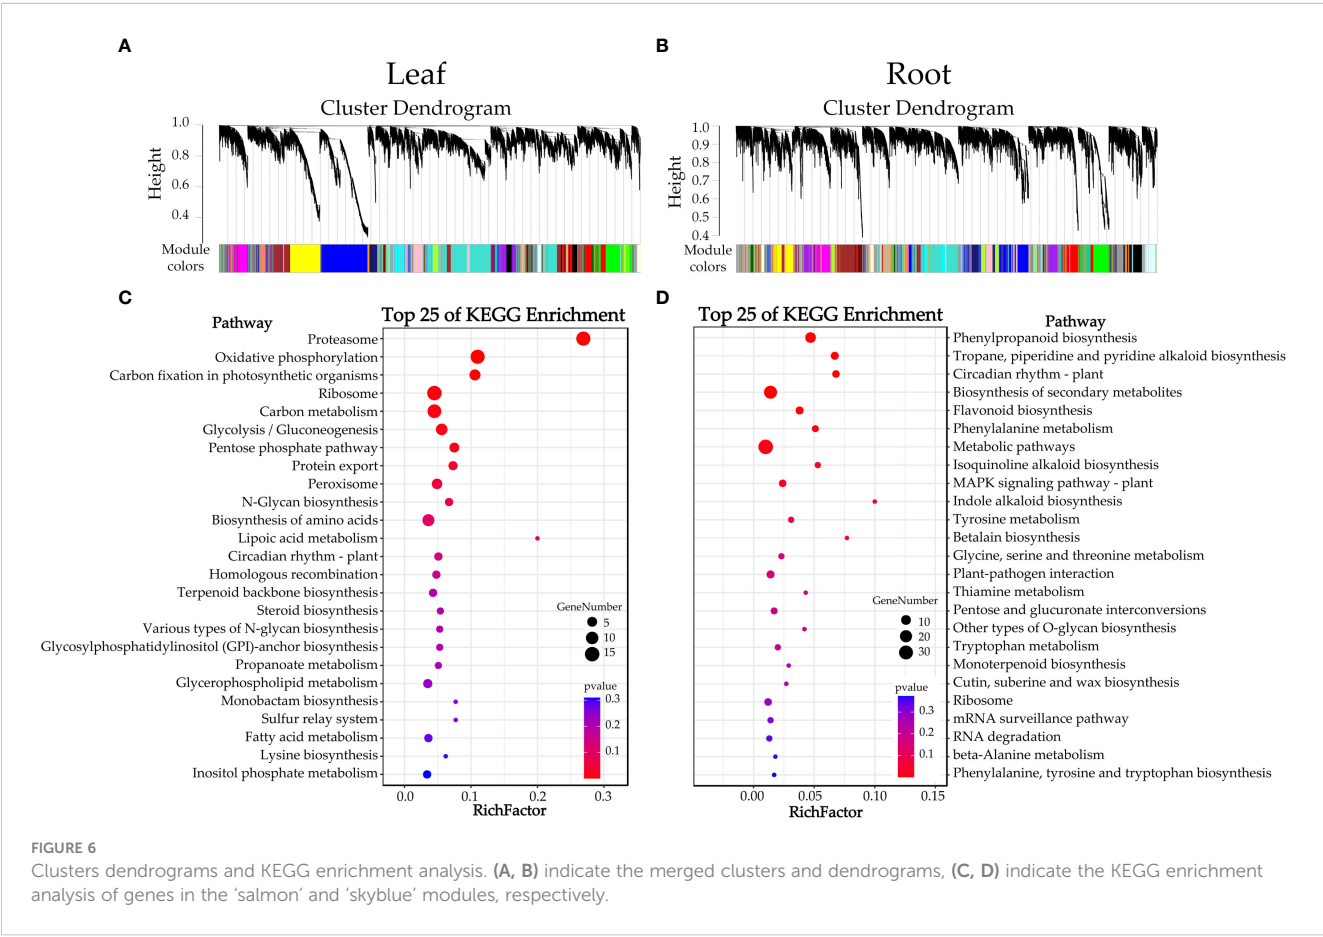 A
B
Leaf
Root
Cluster Dendrogram
Cluster Dendrogram
Height
1.0
0.8
0.6
0.4
Module
colors
Height
1.0
0.9
0.8
0.7
0.6
0.5
0.4
Module
colors
C
Pathway
Top 25 of KEGG Enrichment
Proteasome
Oxidative phosphorylation
Carbon fixation in photosynthetic organisms
Ribosome
Carbon metabolism
Glycolysis / Gluconeogenesis
Pentose phosphate pathway
Protein export
Peroxisome
N-Glycan biosynthesis
Biosynthesis of amino acids
Lipoic acid metabolism
Circadian rhythm - plant
Homologous recombination
Terpenoid backbone biosynthesis
Steroid biosynthesis
Various types of N-glycan biosynthesis
Glycosylphosphatidylinositol (GPI)-anchor biosynthesis
Propanoate metabolism
Glycerophospholipid metabolism
Monobactam biosynthesis
Sulfur relay system
Fatty acid metabolism
Lysine biosynthesis
Inositol phosphate metabolism
GeneNumber
5
10
15
pvalue
0.3
0.2
0.1
0.0 0.1 0.2 0.3
RichFactor
D
Top 25 of KEGG Enrichment
Pathway
Phenylpropanoid biosynthesis
Tropane, piperidine and pyridine alkaloid biosynthesis
Circadian rhythm - plant
Biosynthesis of secondary metabolites
Flavonoid biosynthesis
Phenylalanine metabolism
Metabolic pathways
Isoquinoline alkaloid biosynthesis
MAPK signaling pathway - plant
Indole alkaloid biosynthesis
Tyrosine metabolism
Betalain biosynthesis
Glycine, serine and threonine metabolism
Plant-pathogen interaction
Thiamine metabolism
Pentose and glucuronate interconversions
Other types of O-glycan biosynthesis
Tryptophan metabolism
Monoterpenoid biosynthesis
Cutin, suberine and wax biosynthesis
Ribosome
mRNA surveillance pathway
RNA degradation
beta-Alanine metabolism
Phenylalanine, tyrosine and tryptophan biosynthesis
GeneNumber
10
20
30
pvalue
0.3
0.2
0.1
0.00 0.05 0.10 0.15
RichFactor
FIGURE 6
Clusters dendrograms and KEGG enrichment analysis. (A, B) indicate the merged clusters and dendrograms, (C, D) indicate the KEGG enrichment
analysis of genes in the ‘salmon’ and ‘skyblue’ modules, respectively.